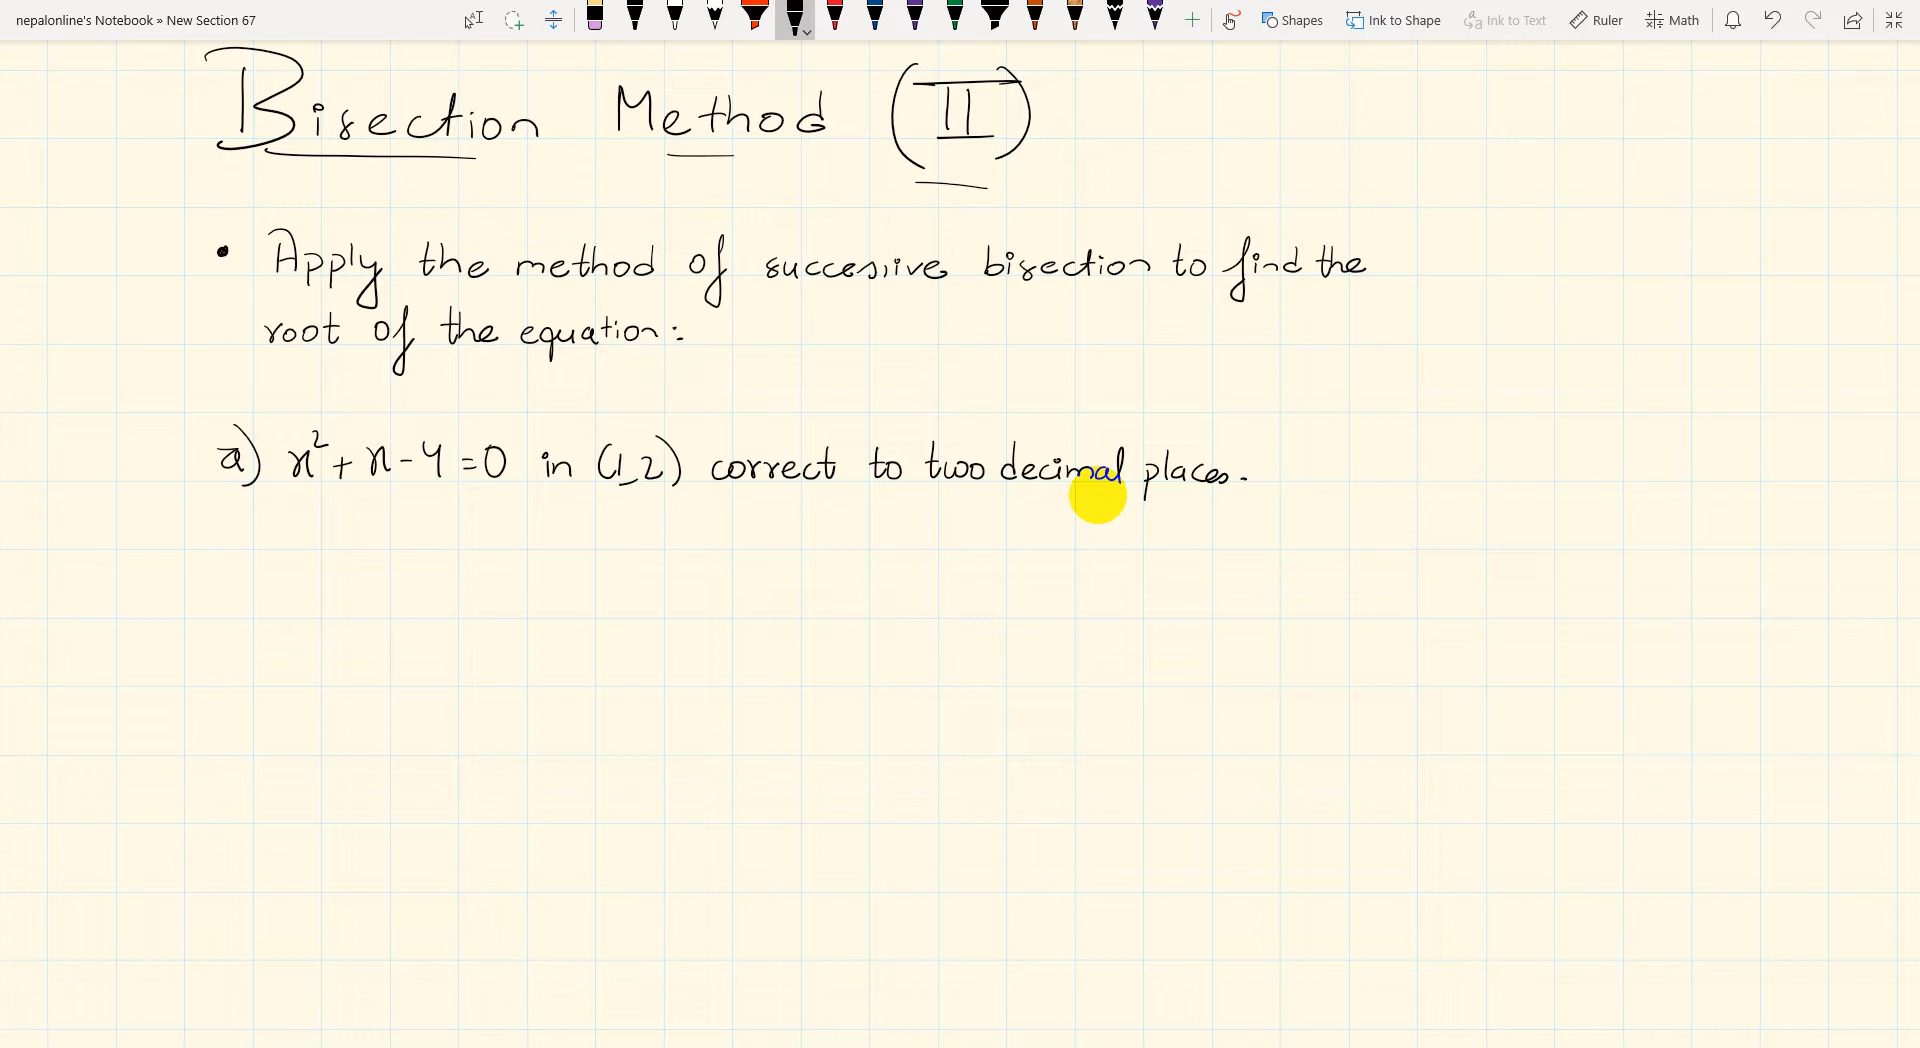 nepalonline's Notebook » New Section 67
Shapes Ink to Shape Ink to Text Ruler Math
Bisection Method (II)
• Apply the method of successive bisection to find the
root of the equation:
a) x² + x - 4 = 0 in (1,2) correct to two decimal places.